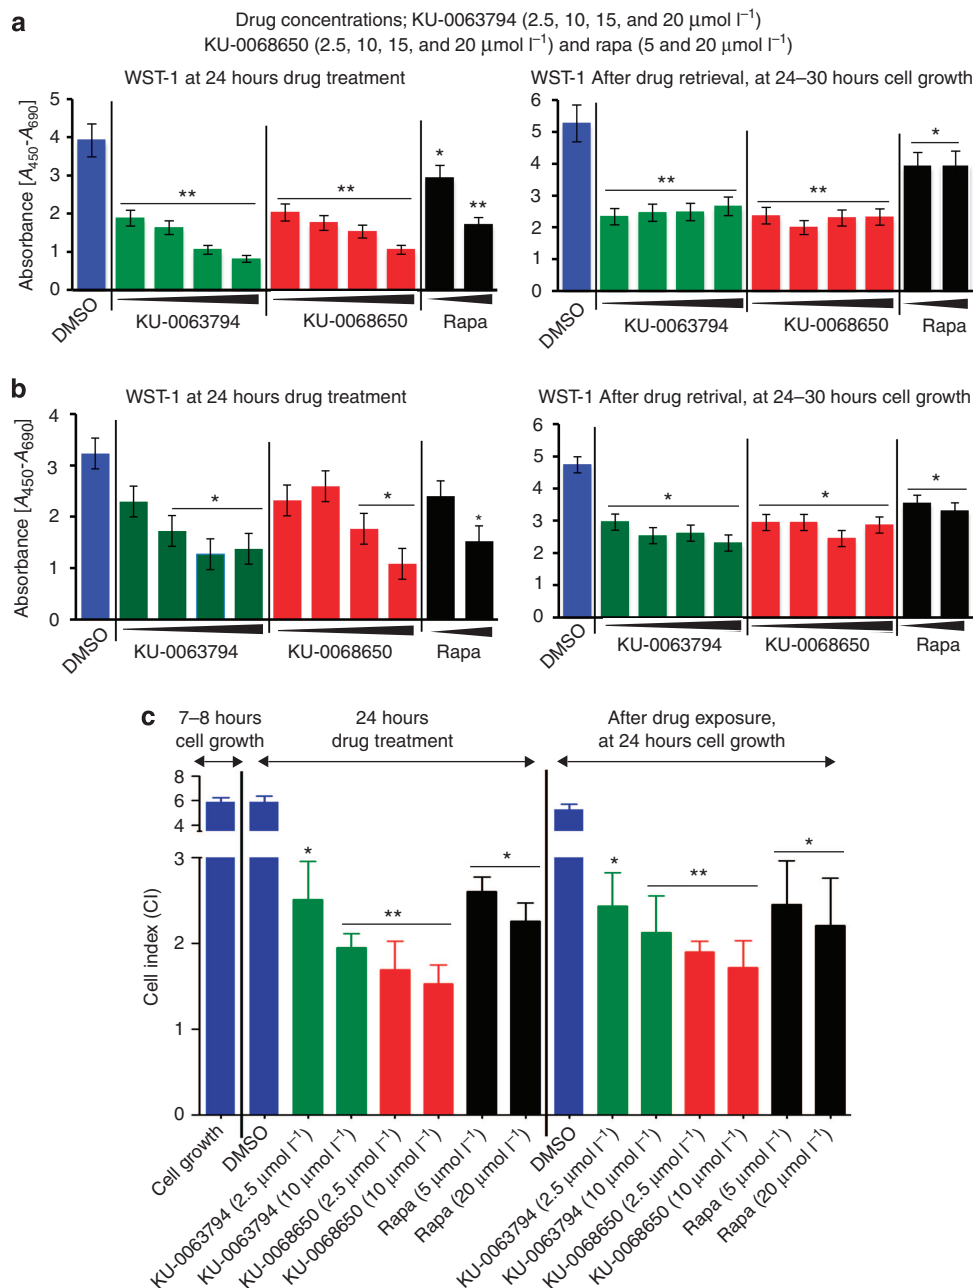 a
Drug concentrations; KU-0063794 (2.5, 10, 15, and 20 μmol l⁻¹)
KU-0068650 (2.5, 10, 15, and 20 μmol l⁻¹) and rapa (5 and 20 μmol l⁻¹)
WST-1 at 24 hours drug treatment
Absorbance [A₄₅₀-A₆₉₀]
5
4
3
2
1
0
**
**
*
**
DMSO
KU-0063794
KU-0068650
Rapa
WST-1 After drug retrieval, at 24–30 hours cell growth
6
5
4
3
2
1
0
**
**
*
DMSO
KU-0063794
KU-0068650
Rapa
b
WST-1 at 24 hours drug treatment
Absorbance [A₄₅₀-A₆₉₀]
4
3
2
1
0
*
*
*
DMSO
KU-0063794
KU-0068650
Rapa
WST-1 After drug retrival, at 24–30 hours cell growth
6
5
4
3
2
1
0
*
*
*
DMSO
KU-0063794
KU-0068650
Rapa
c
7–8 hours
cell growth
24 hours
drug treatment
After drug exposure,
at 24 hours cell growth
Cell index (CI)
8
6
4
3
2
1
0
*
**
*
*
**
*
Cell growth
DMSO
KU-0063794 (2.5 μmol l⁻¹)
KU-0063794 (10 μmol l⁻¹)
KU-0068650 (2.5 μmol l⁻¹)
KU-0068650 (10 μmol l⁻¹)
Rapa (5 μmol l⁻¹)
Rapa (20 μmol l⁻¹)
DMSO
KU-0063794 (2.5 μmol l⁻¹)
KU-0063794 (10 μmol l⁻¹)
KU-0068650 (2.5 μmol l⁻¹)
KU-0068650 (10 μmol l⁻¹)
Rapa (5 μmol l⁻¹)
Rapa (20 μmol l⁻¹)